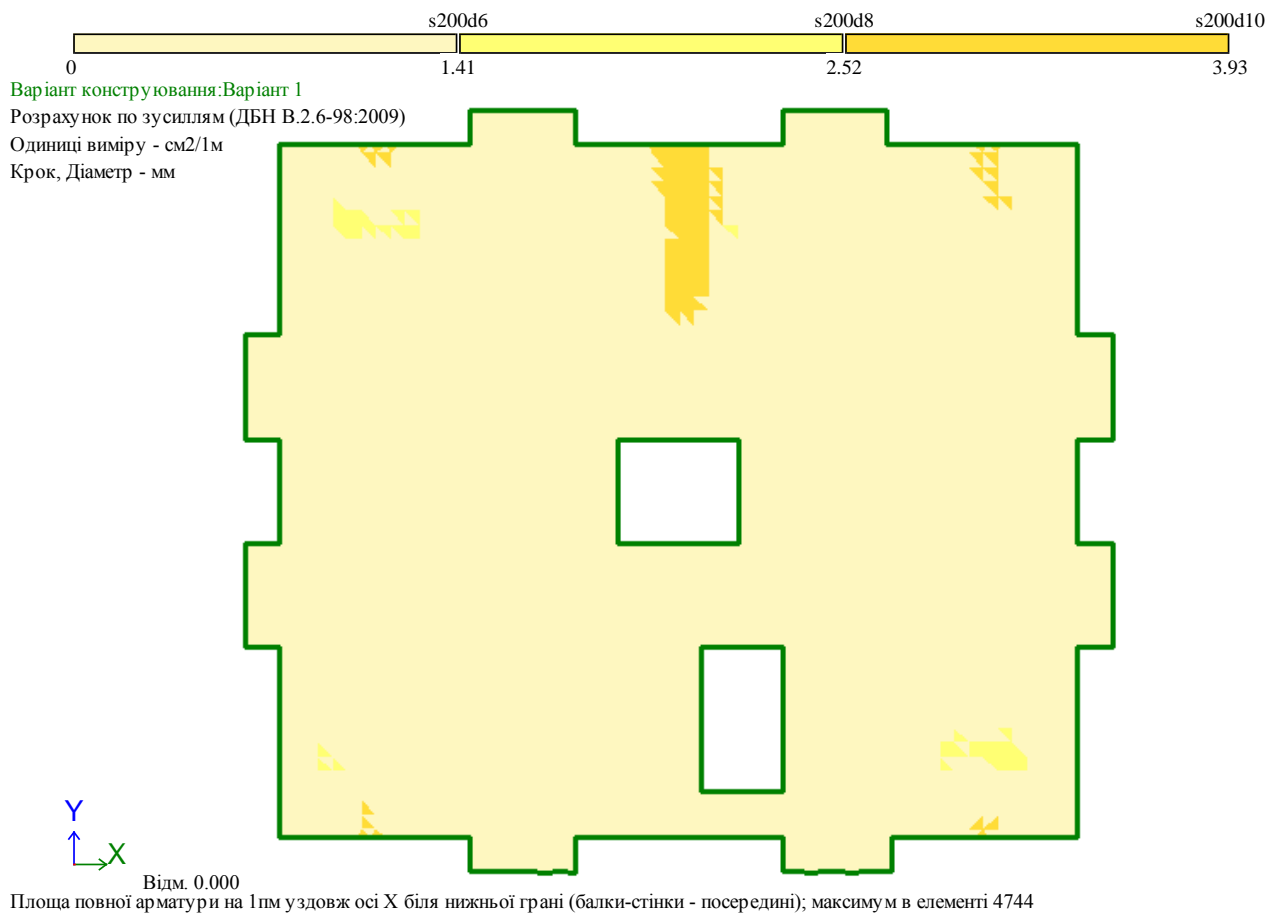 s200d6 s200d8 s200d10
0 1.41 2.52 3.93
Варіант конструювання:Варіант 1
Розрахунок по зусиллям (ДБН В.2.6-98:2009)
Одиниці виміру - см2/1м
Крок, Діаметр - мм
Y
X
Відм. 0.000
Площа повної арматури на 1пм уздовж осі X біля нижньої грані (балки-стінки - посередині); максимум в елементі 4744